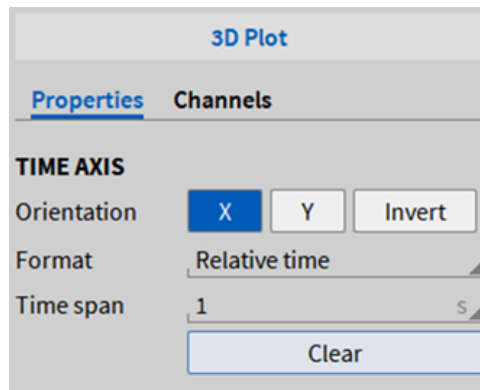 3D Plot
Properties Channels
TIME AXIS
Orientation X Y Invert
Format Relative time
Time span 1 s
Clear